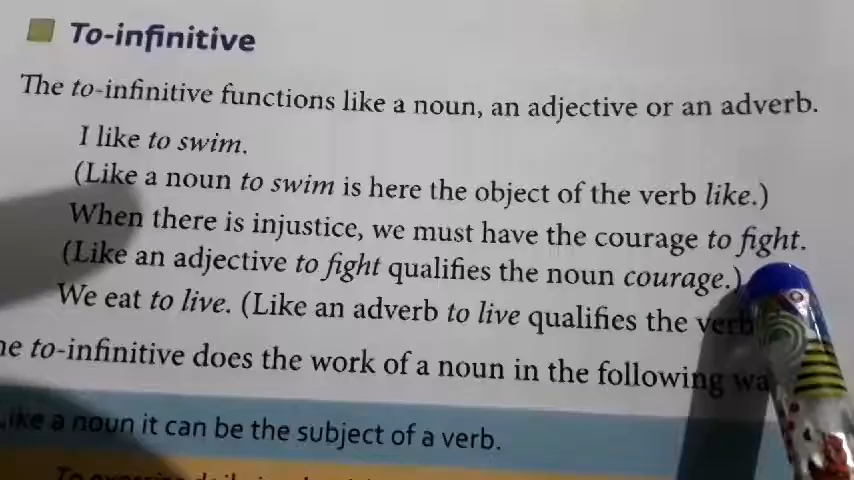 To-infinitive
The to-infinitive functions like a noun, an adjective or an adverb.
I like to swim.
(Like a noun to swim is here the object of the verb like.)
When there is injustice, we must have the courage to fight.
(Like an adjective to fight qualifies the noun courage.)
We eat to live. (Like an adverb to live qualifies the verb
to-infinitive does the work of a noun in the following
Like a noun it can be the subject of a verb.